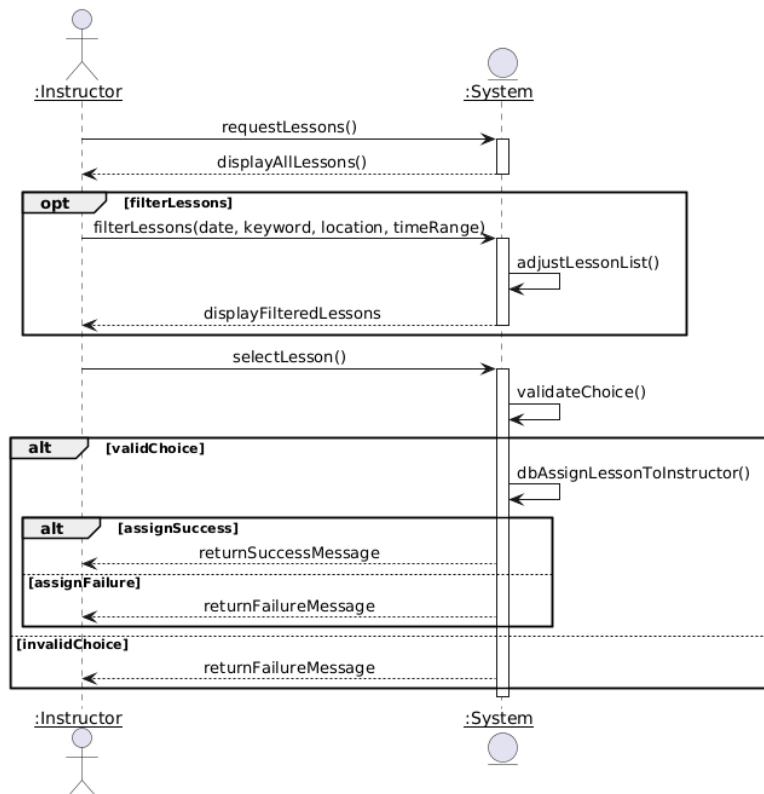 :Instructor
:System
requestLessons()
displayAllLessons()
opt [filterLessons]
filterLessons(date, keyword, location, timeRange)
adjustLessonList()
displayFilteredLessons
selectLesson()
validateChoice()
alt [validChoice]
dbAssignLessonToInstructor()
alt [assignSuccess]
returnSuccessMessage
[assignFailure]
returnFailureMessage
[invalidChoice]
returnFailureMessage
:Instructor
:System